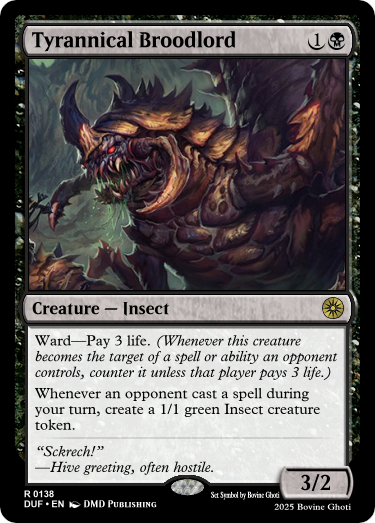 Tyrannical Broodlord 1
Creature — Insect
Ward—Pay 3 life. (Whenever this creature
becomes the target of a spell or ability an opponent
controls, counter it unless that player pays 3 life.)
Whenever an opponent cast a spell during
your turn, create a 1/1 green Insect creature
token.
“Sckrech!”
—Hive greeting, often hostile.
3/2
R 0138
DUF • EN DMD Publishing
Set Symbol by Bovine Ghoti
2025 Bovine Ghoti